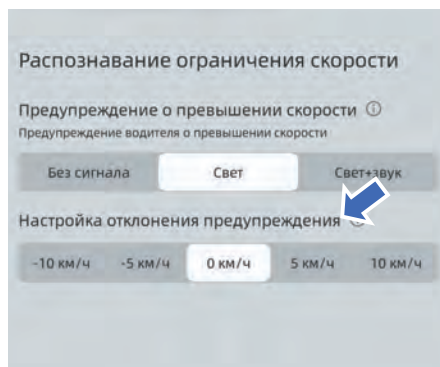 Распознавание ограничения скорости
Предупреждение о превышении скорости
Предупреждение водителя о превышении скорости
Без сигнала Свет Свет+звук
Настройка отклонения предупреждения
-10 км/ч -5 км/ч 0 км/ч 5 км/ч 10 км/ч